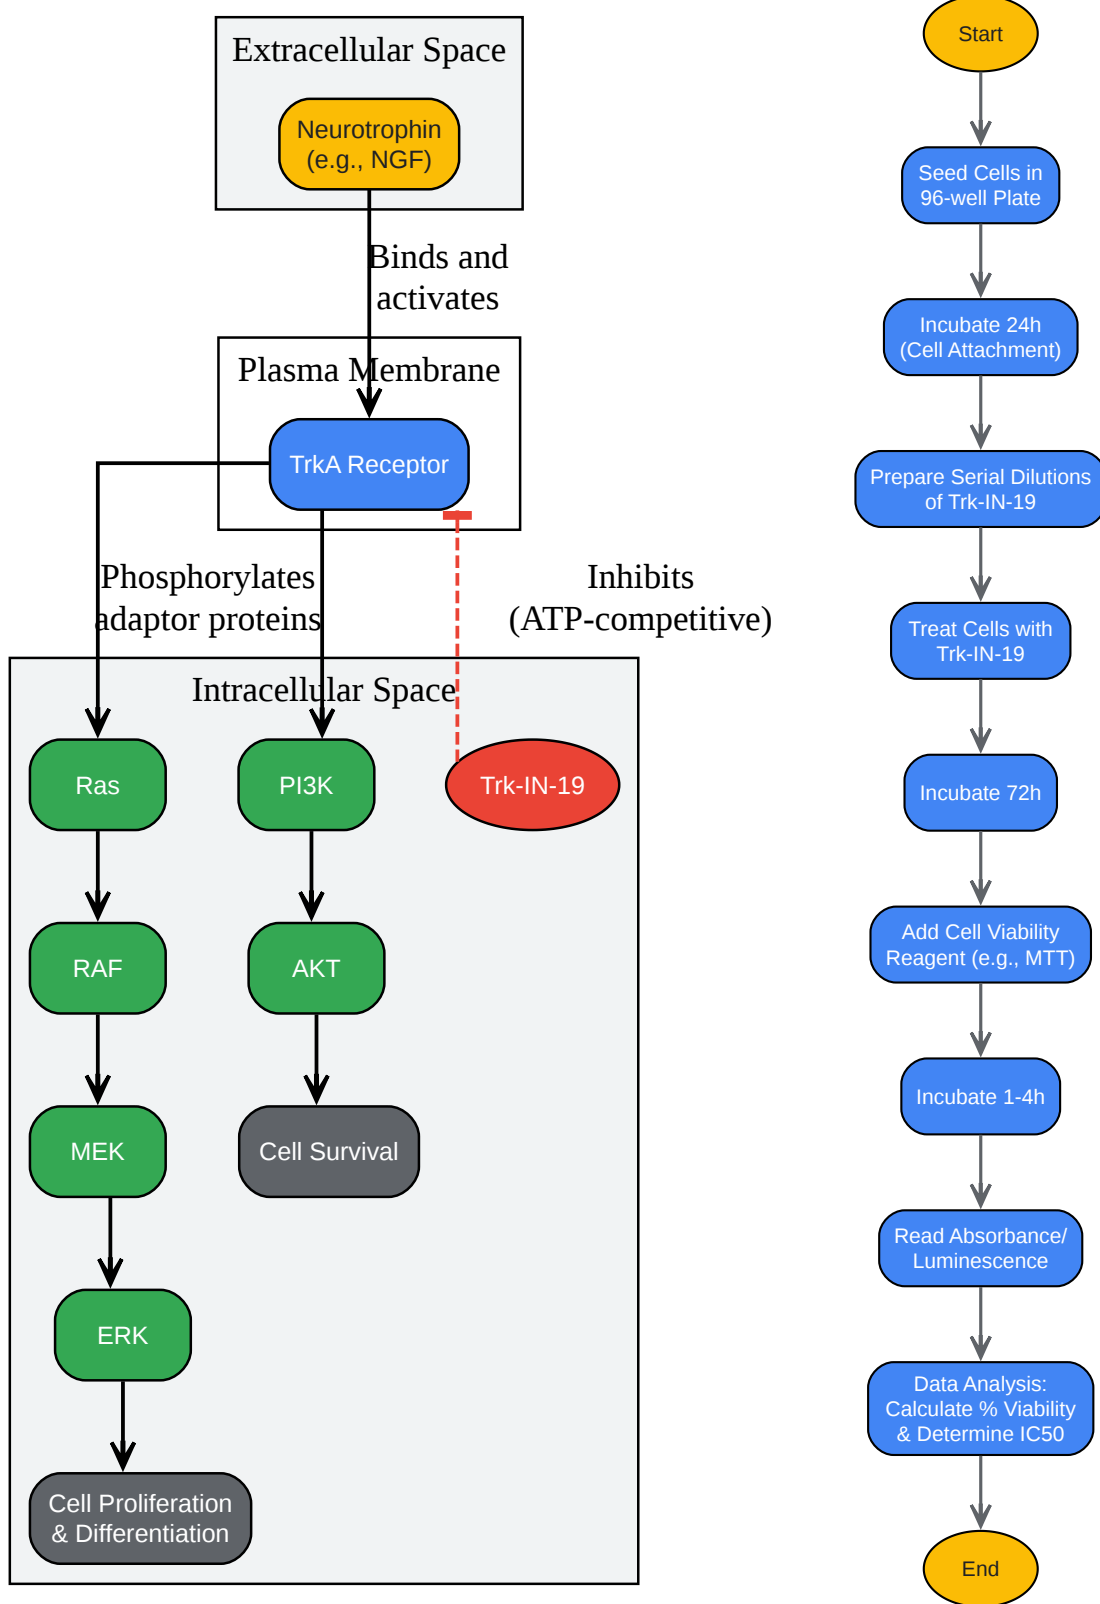 Extracellular Space
Neurotrophin
(e.g., NGF)
Binds and
activates
Plasma Membrane
TrkA Receptor
Phosphorylates
adaptor proteins
Inhibits
(ATP-competitive)
Intracellular Space
Ras
PI3K
Trk-IN-19
RAF
AKT
MEK
Cell Survival
ERK
Cell Proliferation
& Differentiation
Start
Seed Cells in
96-well Plate
Incubate 24h
(Cell Attachment)
Prepare Serial Dilutions
of Trk-IN-19
Treat Cells with
Trk-IN-19
Incubate 72h
Add Cell Viability
Reagent (e.g., MTT)
Incubate 1-4h
Read Absorbance/
Luminescence
Data Analysis:
Calculate % Viability
& Determine IC50
End